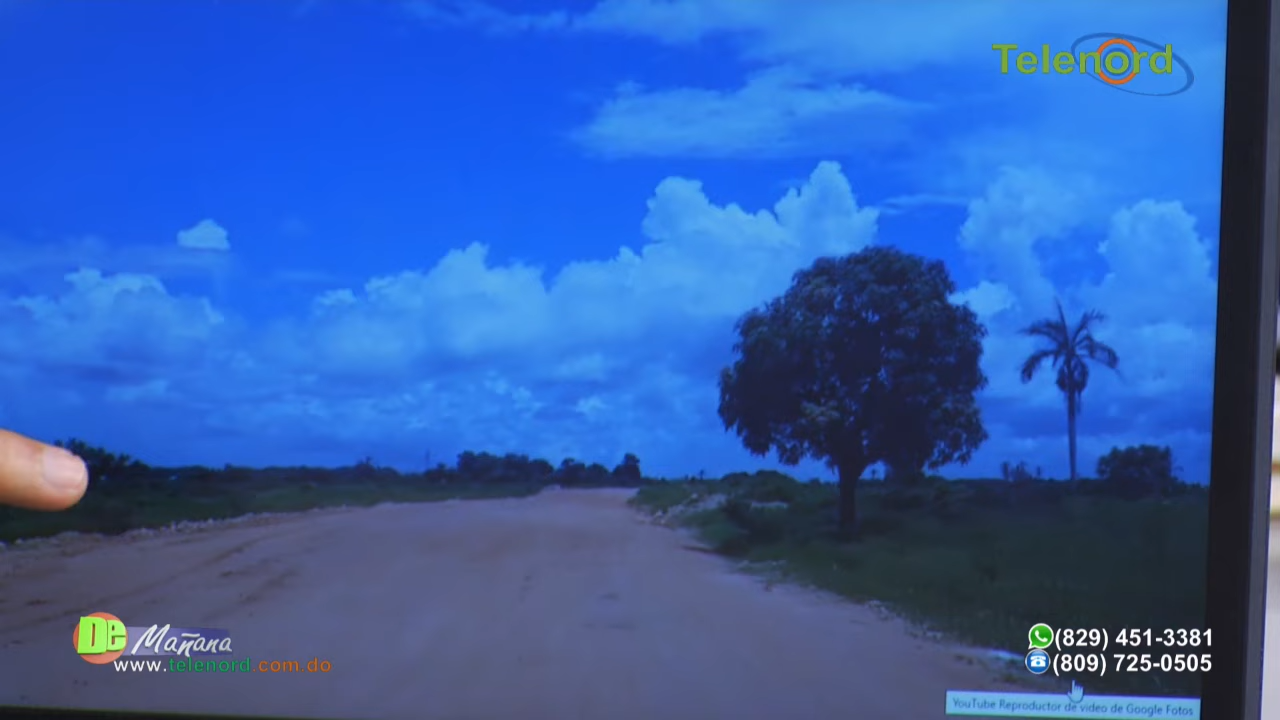 Telenord
De Mañana
www.telenord.com.do
(829) 451-3381
(809) 725-0505
YouTube Reproductor de video de Google Fotos